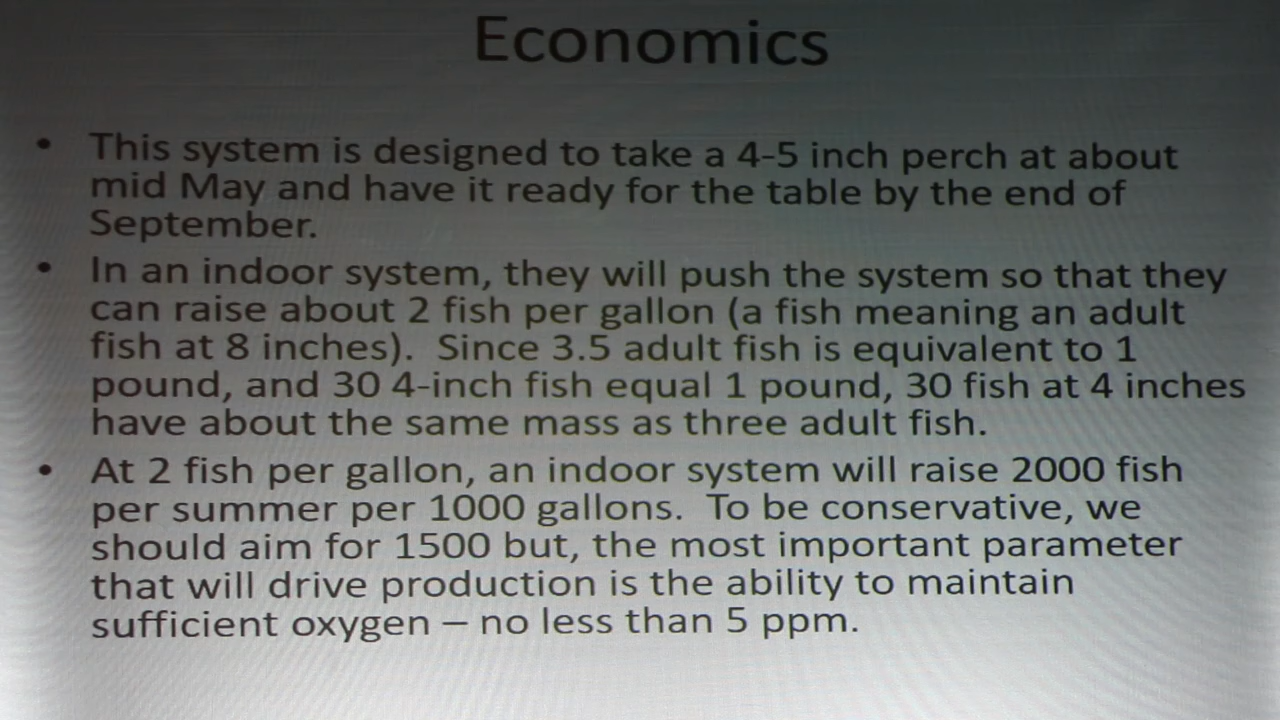 Economics
• This system is designed to take a 4-5 inch perch at about
mid May and have it ready for the table by the end of
September.
• In an indoor system, they will push the system so that they
can raise about 2 fish per gallon (a fish meaning an adult
fish at 8 inches).  Since 3.5 adult fish is equivalent to 1
pound, and 30 4-inch fish equal 1 pound, 30 fish at 4 inches
have about the same mass as three adult fish.
• At 2 fish per gallon, an indoor system will raise 2000 fish
per summer per 1000 gallons.  To be conservative, we
should aim for 1500 but, the most important parameter
that will drive production is the ability to maintain
sufficient oxygen – no less than 5 ppm.